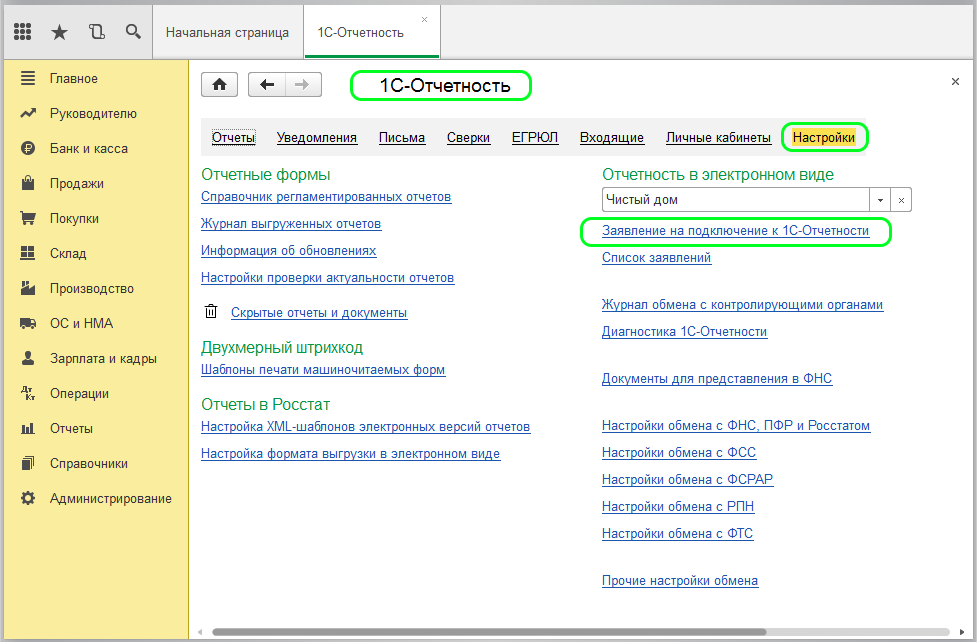 Начальная страница
1С-Отчетность
Главное
Руководителю
Банк и касса
Продажи
Покупки
Склад
Производство
ОС и НМА
Зарплата и кадры
Операции
Отчеты
Справочники
Администрирование
1С-Отчетность
Отчеты Уведомления Письма Сверки ЕГРЮЛ Входящие Личные кабинеты Настройки
Отчетные формы
Справочник регламентированных отчетов
Журнал выгруженных отчетов
Информация об обновлениях
Настройки проверки актуальности отчетов
Скрытые отчеты и документы
Двухмерный штрихкод
Шаблоны печати машиночитаемых форм
Отчеты в Росстат
Настройка XML-шаблонов электронных версий отчетов
Настройка формата выгрузки в электронном виде
Отчетность в электронном виде
Чистый дом
Заявление на подключение к 1С-Отчетности
Список заявлений
Журнал обмена с контролирующими органами
Диагностика 1С-Отчетности
Документы для представления в ФНС
Настройки обмена с ФНС, ПФР и Росстатом
Настройки обмена с ФСС
Настройки обмена с ФСРАР
Настройки обмена с РПН
Настройки обмена с ФТС
Прочие настройки обмена